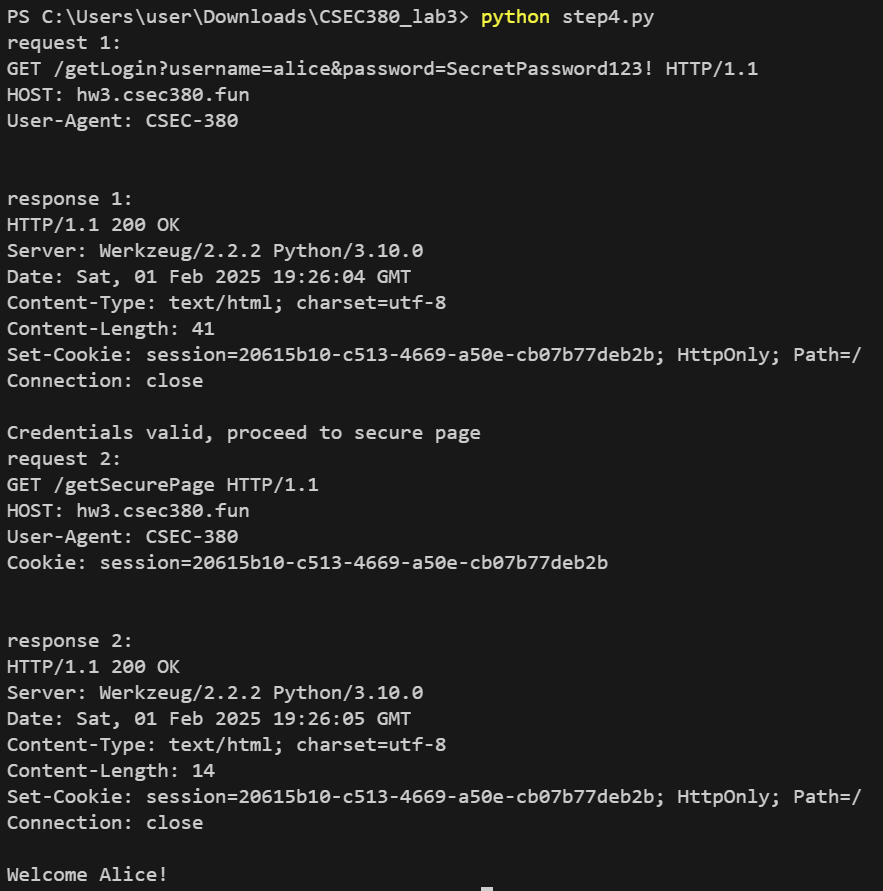 PS C:\Users\user\Downloads\CSEC380_lab3> python step4.py
request 1:
GET /getLogin?username=alice&password=SecretPassword123! HTTP/1.1
HOST: hw3.csec380.fun
User-Agent: CSEC-380
response 1:
HTTP/1.1 200 OK
Server: Werkzeug/2.2.2 Python/3.10.0
Date: Sat, 01 Feb 2025 19:26:04 GMT
Content-Type: text/html; charset=utf-8
Content-Length: 41
Set-Cookie: session=20615b10-c513-4669-a50e-cb07b77deb2b; HttpOnly; Path=/
Connection: close
Credentials valid, proceed to secure page
request 2:
GET /getSecurePage HTTP/1.1
HOST: hw3.csec380.fun
User-Agent: CSEC-380
Cookie: session=20615b10-c513-4669-a50e-cb07b77deb2b
response 2:
HTTP/1.1 200 OK
Server: Werkzeug/2.2.2 Python/3.10.0
Date: Sat, 01 Feb 2025 19:26:05 GMT
Content-Type: text/html; charset=utf-8
Content-Length: 14
Set-Cookie: session=20615b10-c513-4669-a50e-cb07b77deb2b; HttpOnly; Path=/
Connection: close
Welcome Alice!